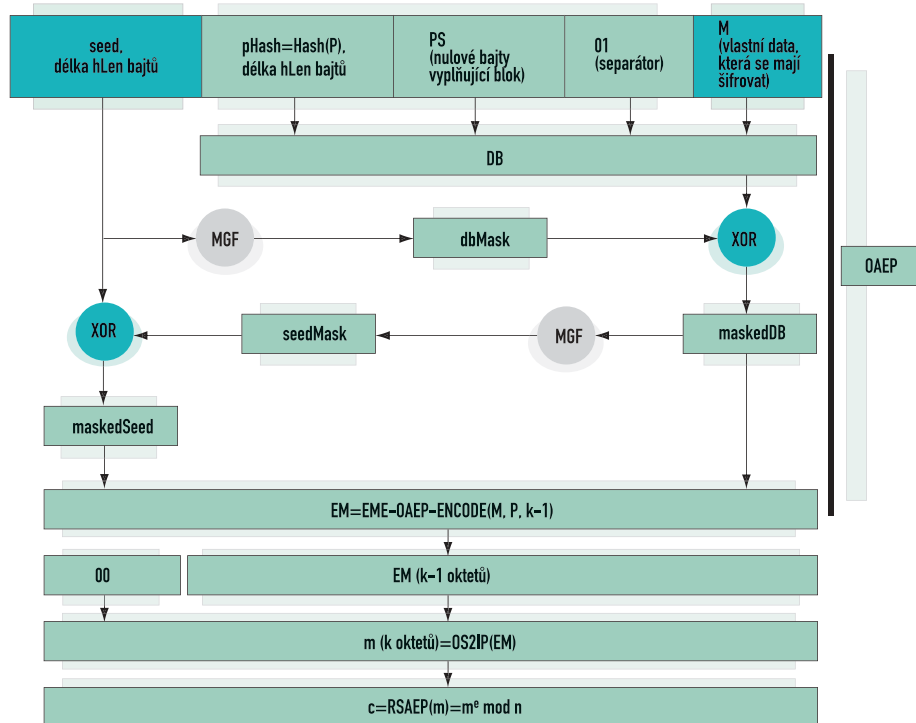 seed,
délka hLen bajtů
pHash=Hash(P),
délka hLen bajtů
PS
(nulové bajty
vyplňující blok)
01
(separátor)
M
(vlastní data,
která se mají
šifrovat)
DB
MGF
dbMask
XOR
OAEP
XOR
seedMask
MGF
maskedDB
maskedSeed
EM=EME–OAEP–ENCODE(M, P, k–1)
00
EM (k–1 oktetů)
m (k oktetů)=OS2IP(EM)
c=RSAEP(m)=mᵉ mod n